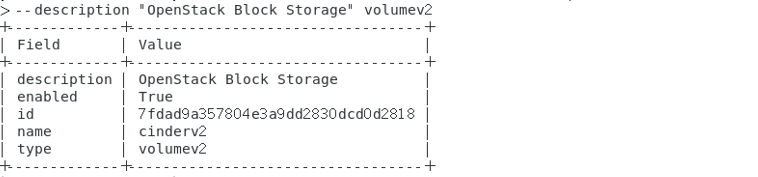 > --description "OpenStack Block Storage" volumev2
+-------------+----------------------------------+
| Field       | Value                            |
+-------------+----------------------------------+
| description | OpenStack Block Storage          |
| enabled     | True                             |
| id          | 7fdad9a357804e3a9dd2830dcd0d2818 |
| name        | cinderv2                         |
| type        | volumev2                         |
+-------------+----------------------------------+